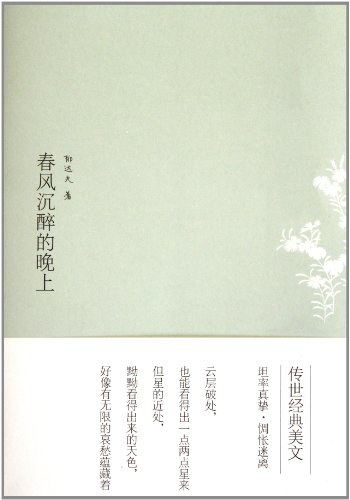 春风沉醉的晚上
郁达夫 著
传世经典美文
坦率真挚·惆怅迷离
云层破处，
也能看得出一点两点星来
但星的近处，
黝黝看得出来的天色，
好像有无限的哀愁蕴藏着